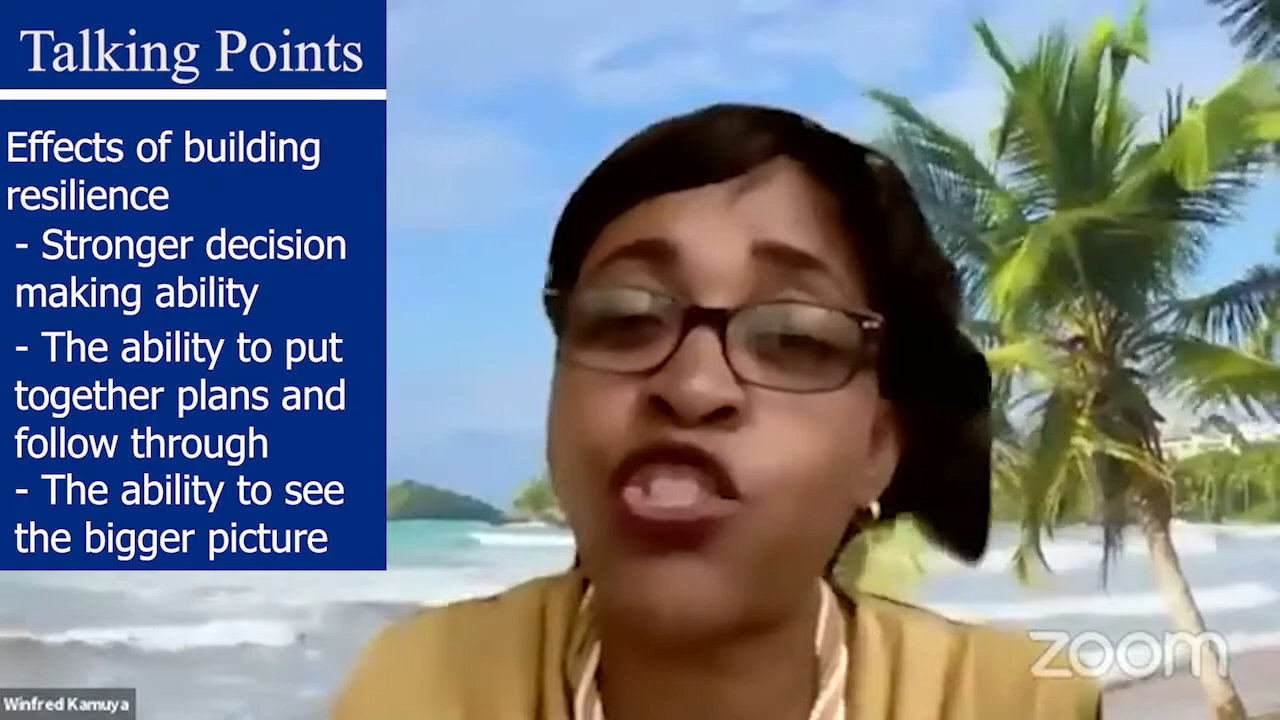 Talking Points
Effects of building
resilience
- Stronger decision
making ability
- The ability to put
together plans and
follow through
- The ability to see
the bigger picture
zoom
Winfred Kamuya